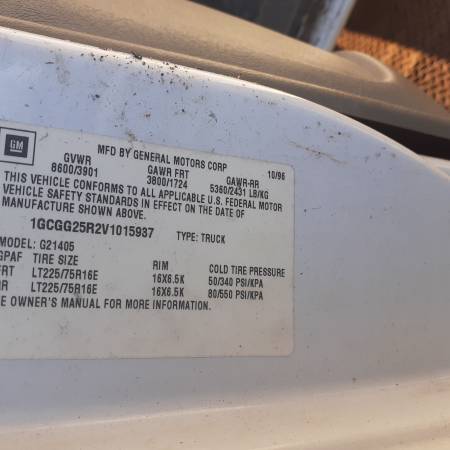 GM
MFD BY GENERAL MOTORS CORP 10/96
GVWR GAWR FRT GAWR-RR
8600/3901 3800/1724 5360/2431 LB/KG
THIS VEHICLE CONFORMS TO ALL APPLICABLE U.S. FEDERAL MOTOR
VEHICLE SAFETY STANDARDS IN EFFECT ON THE DATE OF
MANUFACTURE SHOWN ABOVE.
1GCGG25R2V1015937 TYPE: TRUCK
MODEL: G21405
GPAF TIRE SIZE RIM COLD TIRE PRESSURE
FRT LT225/75R16E 16X6.5K 50/340 PSI/KPA
RR LT225/75R16E 16X6.5K 80/550 PSI/KPA
E OWNER'S MANUAL FOR MORE INFORMATION.